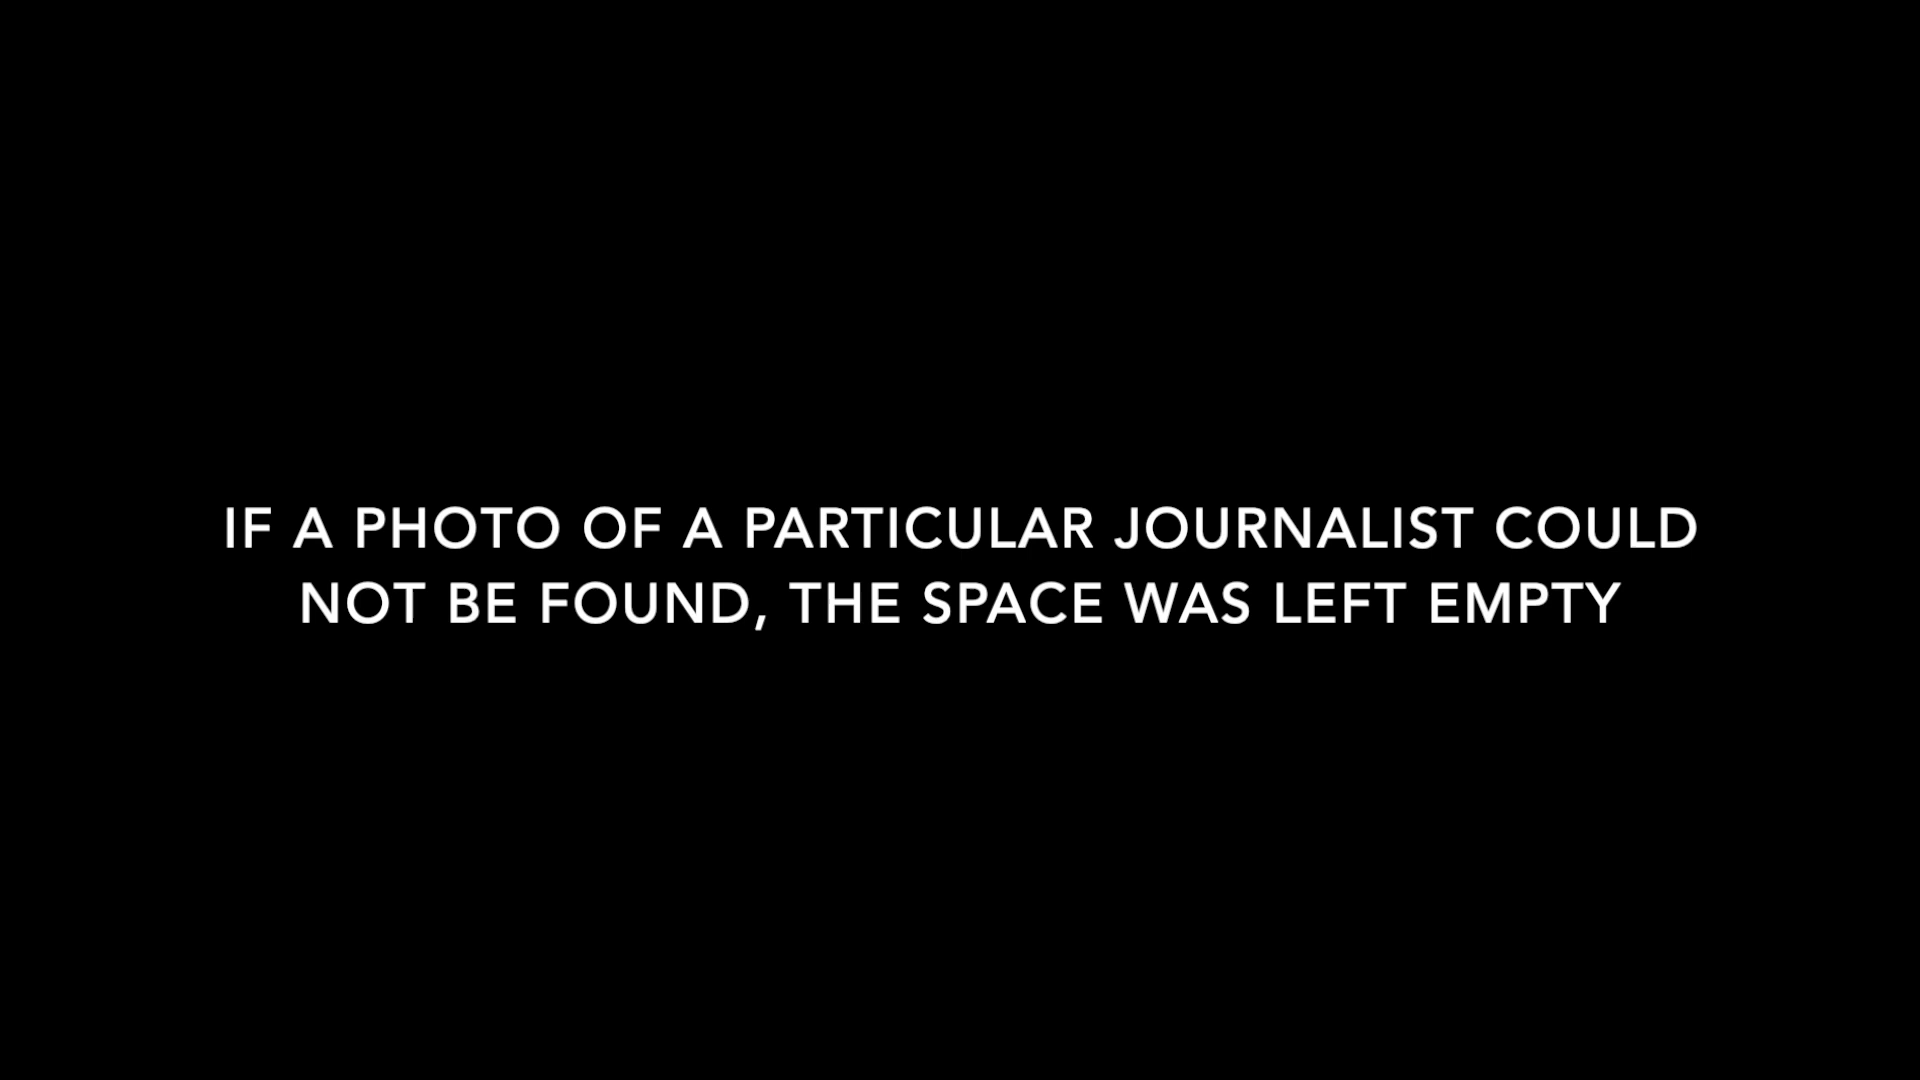 IF A PHOTO OF A PARTICULAR JOURNALIST COULD
NOT BE FOUND, THE SPACE WAS LEFT EMPTY